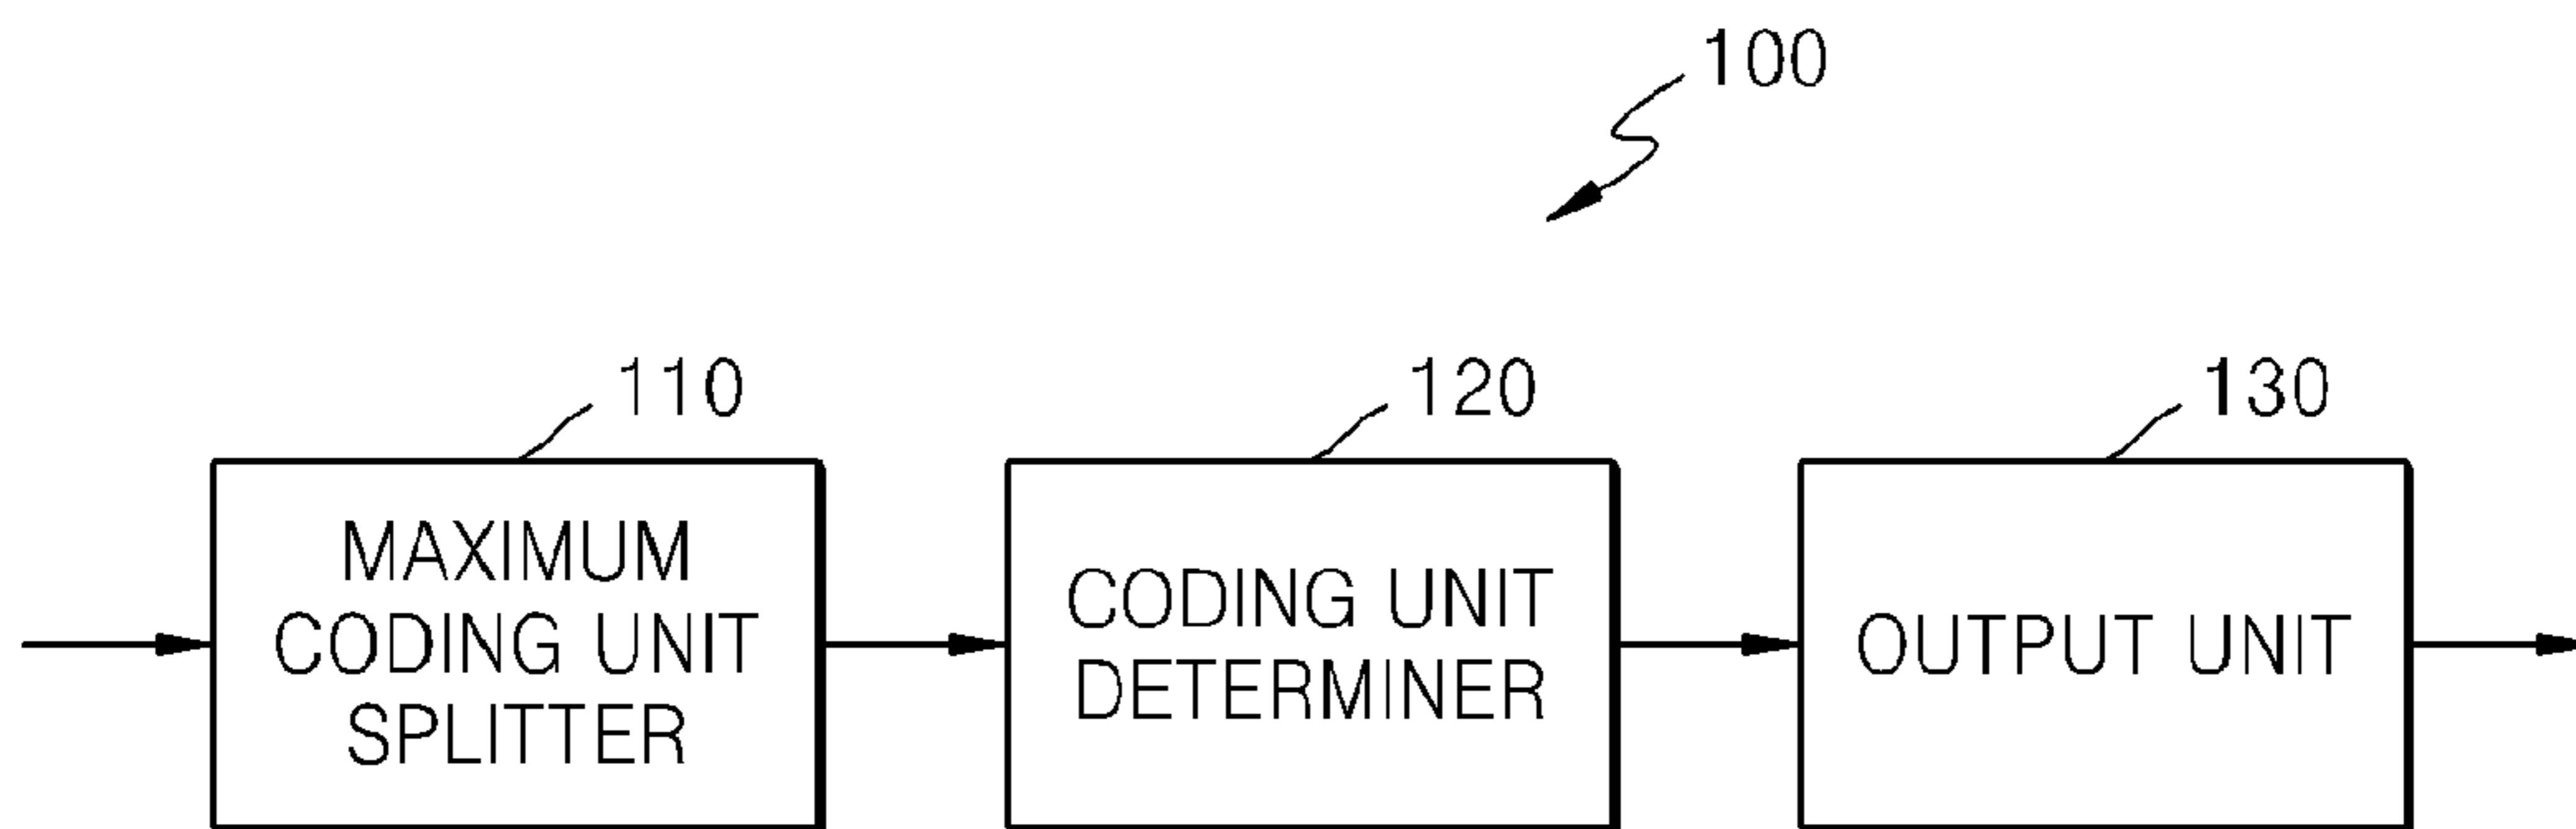 100
110
120
130
MAXIMUM
CODING UNIT
SPLITTER
CODING UNIT
DETERMINER
OUTPUT UNIT